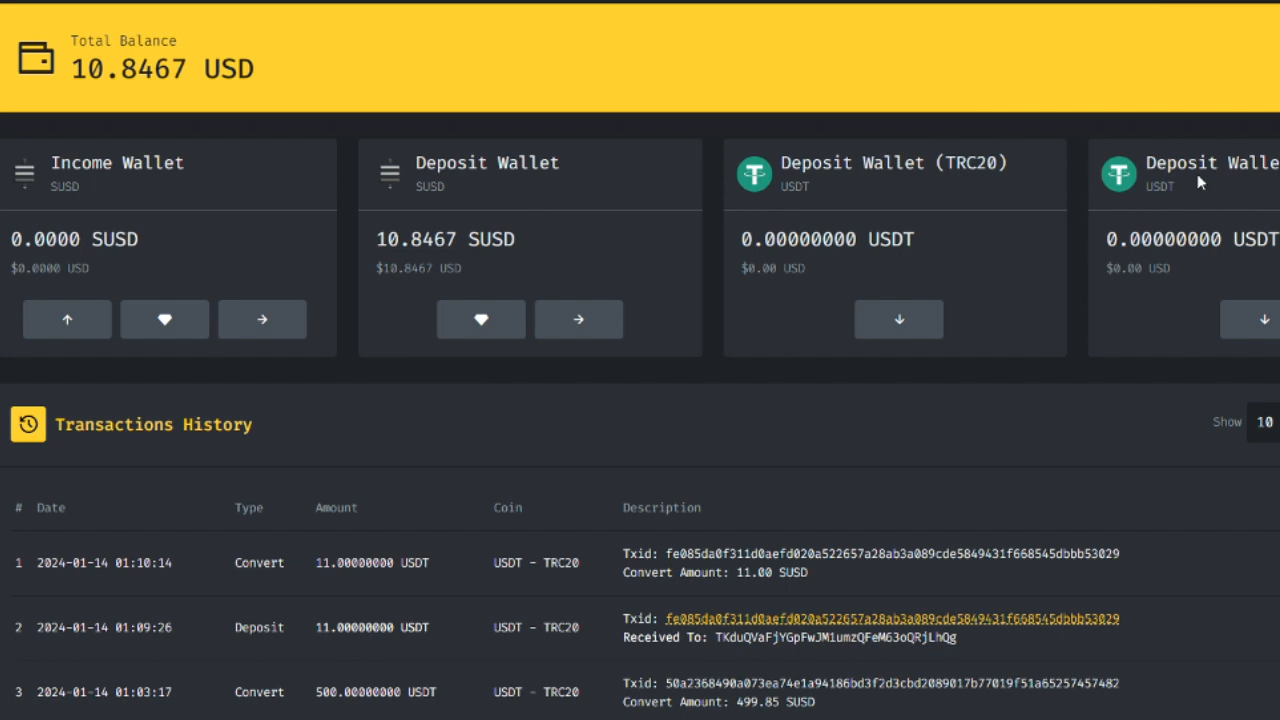 Total Balance
10.8467 USD
Income Wallet
SUSD
0.0000 SUSD
$0.0000 USD
Deposit Wallet
SUSD
10.8467 SUSD
$10.8467 USD
Deposit Wallet (TRC20)
USDT
0.00000000 USDT
$0.00 USD
Deposit Walle
USDT
0.00000000 USDT
$0.00 USD
Transactions History
Show 10
# Date Type Amount Coin Description
1 2024-01-14 01:10:14 Convert 11.00000000 USDT USDT - TRC20 Txid: fe085da0f311d0aefd020a522657a28ab3a089cde5849431f668545dbbb53029
Convert Amount: 11.00 SUSD
2 2024-01-14 01:09:26 Deposit 11.00000000 USDT USDT - TRC20 Txid: fe085da0f311d0aefd020a522657a28ab3a089cde5849431f668545dbbb53029
Received To: TKduQVaFjYGpFwJM1umzQFeM63oQRjLhQg
3 2024-01-14 01:03:17 Convert 500.00000000 USDT USDT - TRC20 Txid: 50a2368490a073ea74e1a94186bd3f2d3cbd2089017b77019f51a65257457482
Convert Amount: 499.85 SUSD